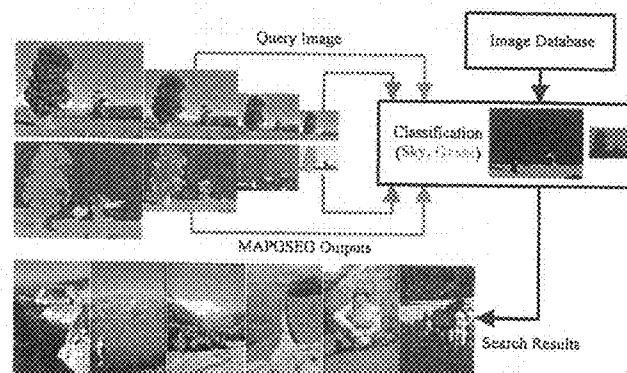 Query Image
Image Database
Classification
(Sky, Grass)
MAPGSEG Outputs
Search Results